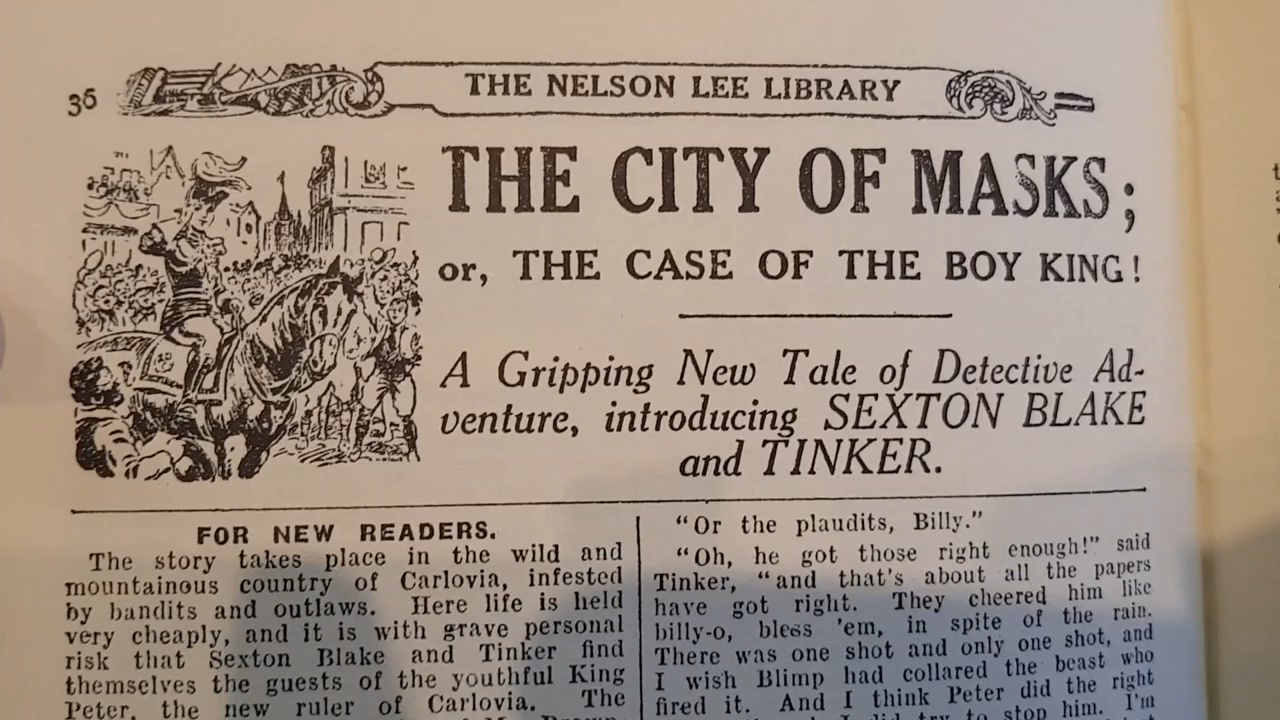 36
THE NELSON LEE LIBRARY
THE CITY OF MASKS;
or, THE CASE OF THE BOY KING!
A Gripping New Tale of Detective Ad-
venture, introducing SEXTON BLAKE
and TINKER.
FOR NEW READERS.
The story takes place in the wild and
mountainous country of Carlovia, infested
by bandits and outlaws. Here life is held
very cheaply, and it is with grave personal
risk that Sexton Blake and Tinker find
themselves the guests of the youthful King
Peter, the new ruler of Carlovia. The
"Or the plaudits, Billy."
"Oh, he got those right enough!" said
Tinker, "and that's about all the papers
have got right. They cheered him like
billy-o, bless 'em, in spite of the rain.
There was one shot and only one shot, and
I wish Blimp had collared the beast who
fired it. And I think Peter did the right
I did try to stop him. I'm